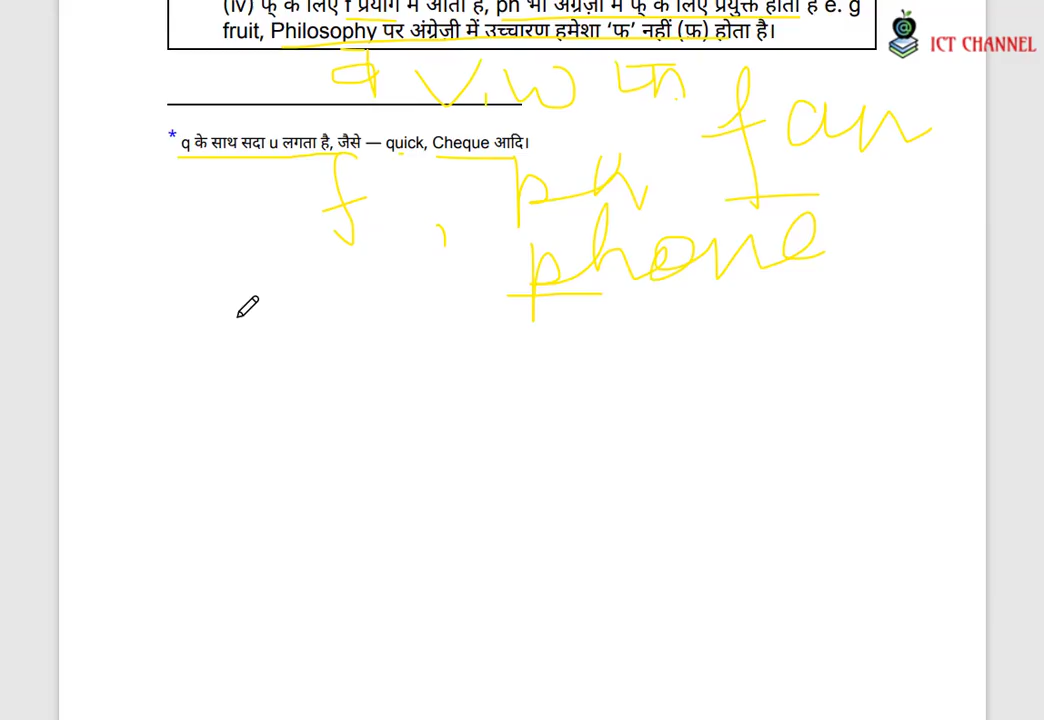 (iv) फ् के लिए f प्रयोग में आता है, ph भी अंग्रेज़ी में फ् के लिए प्रयुक्त होता है e. g
fruit, Philosophy पर अंग्रेजी में उच्चारण हमेशा ‘फ’ नहीं (फ़) होता है।
ICT CHANNEL
व v, w फ़ fan
* q के साथ सदा u लगता है, जैसे — quick, Cheque आदि।
f , ph
phone